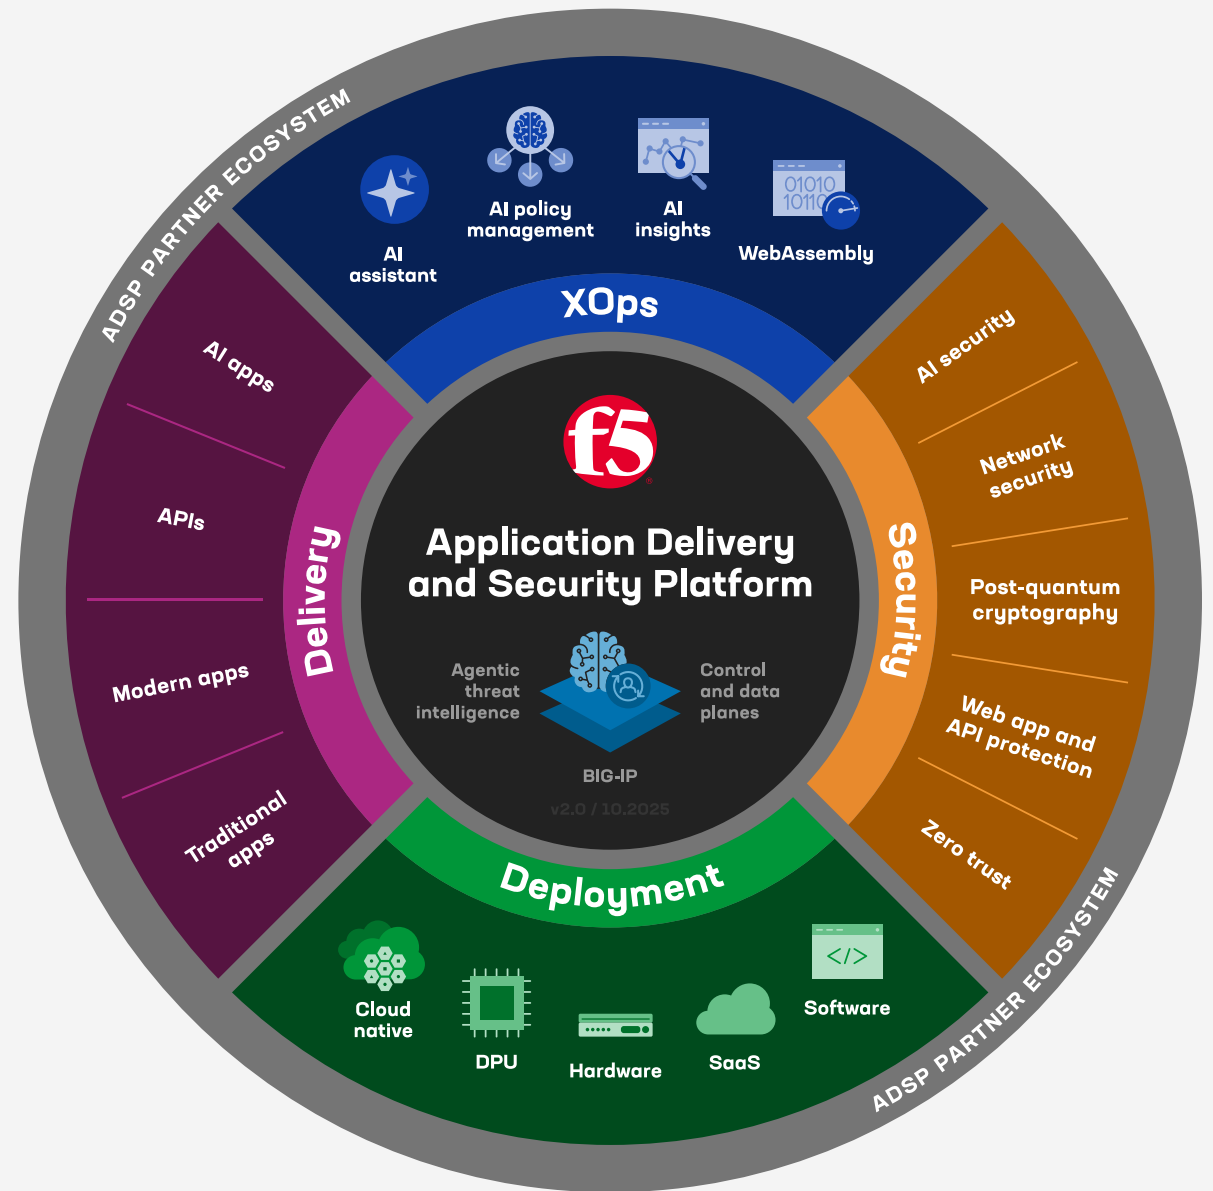 ADSP PARTNER ECOSYSTEM
AI
assistant
AI policy
management
AI
insights
01010
10110
WebAssembly
XOps
AI apps
APIs
Modern apps
Traditional
apps
Delivery
f5
Application Delivery
and Security Platform
Agentic
threat
intelligence
Control
and data
planes
BIG-IP
v2.0 / 10.2025
Security
AI security
Network
security
Post-quantum
cryptography
Web app and
API protection
Zero trust
Deployment
Cloud
native
DPU
Hardware
SaaS
</>
Software
ADSP PARTNER ECOSYSTEM